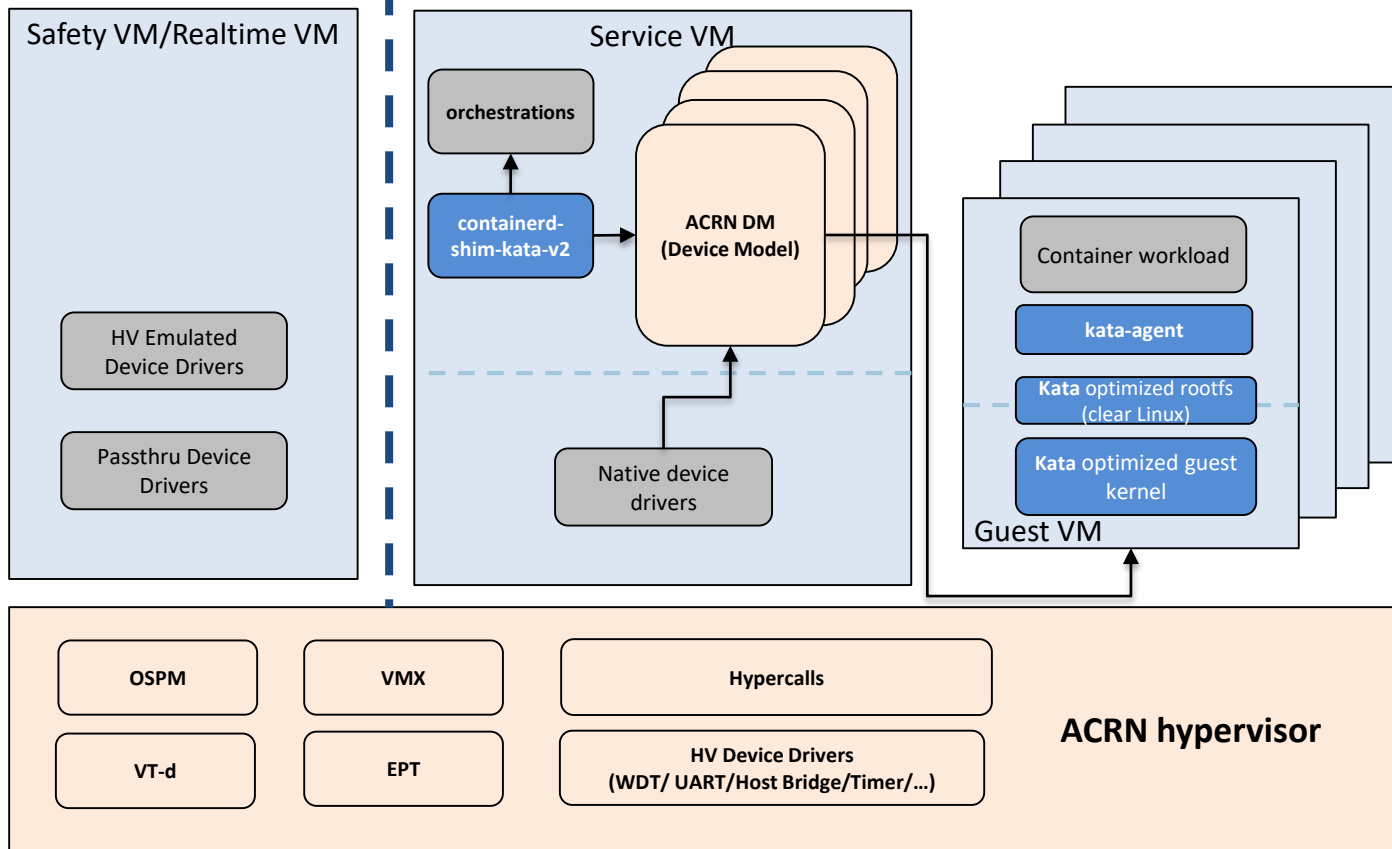 Safety VM/Realtime VM
HV Emulated
Device Drivers
Passthru Device
Drivers
Service VM
orchestrations
containerd-
shim-kata-v2
ACRN DM
(Device Model)
Native device
drivers
Container workload
kata-agent
Kata optimized rootfs
(clear Linux)
Kata optimized guest
kernel
Guest VM
OSPM
VMX
Hypercalls
VT-d
EPT
HV Device Drivers
(WDT/ UART/Host Bridge/Timer/…)
ACRN hypervisor